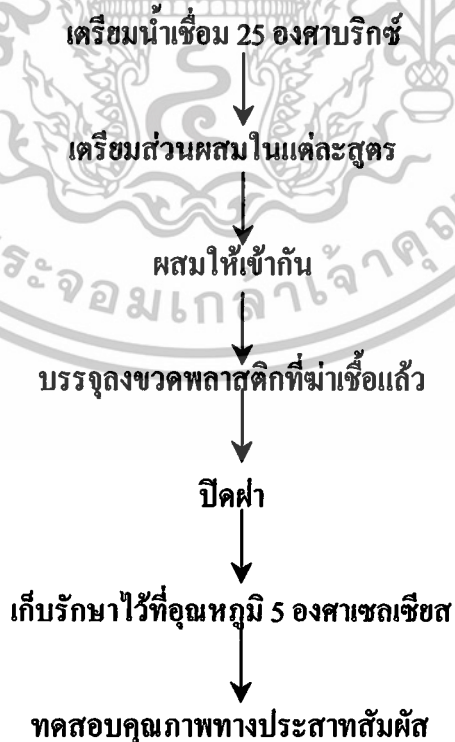 เตรียมน้ำเชื่อม 25 องศาบริกซ์
เตรียมส่วนผสมในแต่ละสูตร
ผสมให้เข้ากัน
บรรจุลงขวดพลาสติกที่ฆ่าเชื้อแล้ว
ปิดฝา
เก็บรักษาไว้ที่อุณหภูมิ 5 องศาเซลเซียส
ทดสอบคุณภาพทางประสาทสัมผัส